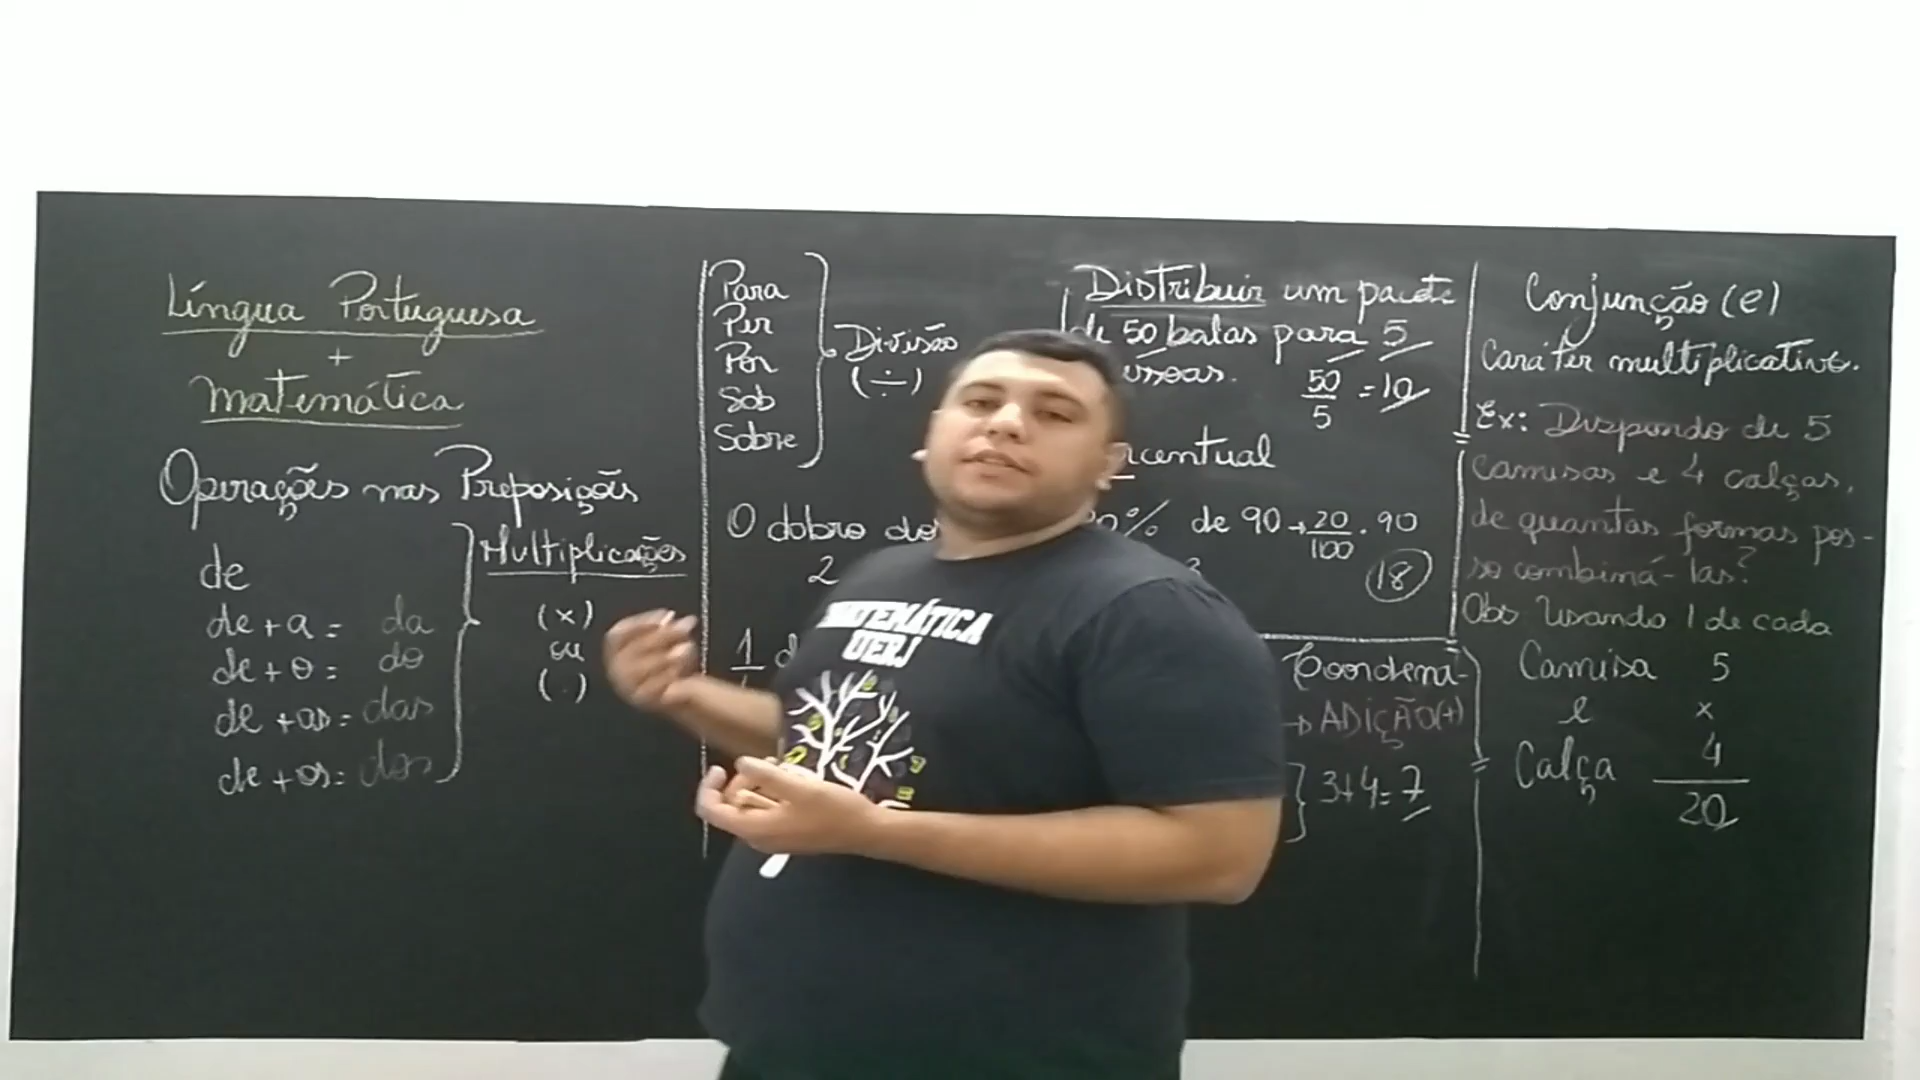 Língua Portuguesa
+
Matemática
Operações nas Preposições
de
de + a = da
de + o = do
de + as = das
de + os = dos
Multiplicações
(x)
ou
(.)
Para
Per
Por
Sob
Sobre
Divisão
(÷)
Distribuir um pacote
de 50 balas para 5
50/5 = 10
O dobro do
2
% de 90 → 20/100 . 90
18
1
MATEMÁTICA
UERJ
Coordena-
→ ADIÇÃO(+)
3+4=7
Conjunção (e)
Caráter multiplicativo.
Ex: Dispondo de 5
camisas e 4 calças,
de quantas formas pos-
so combiná-las?
Obs Usando 1 de cada
Camisa 5
e x
Calça 4
20